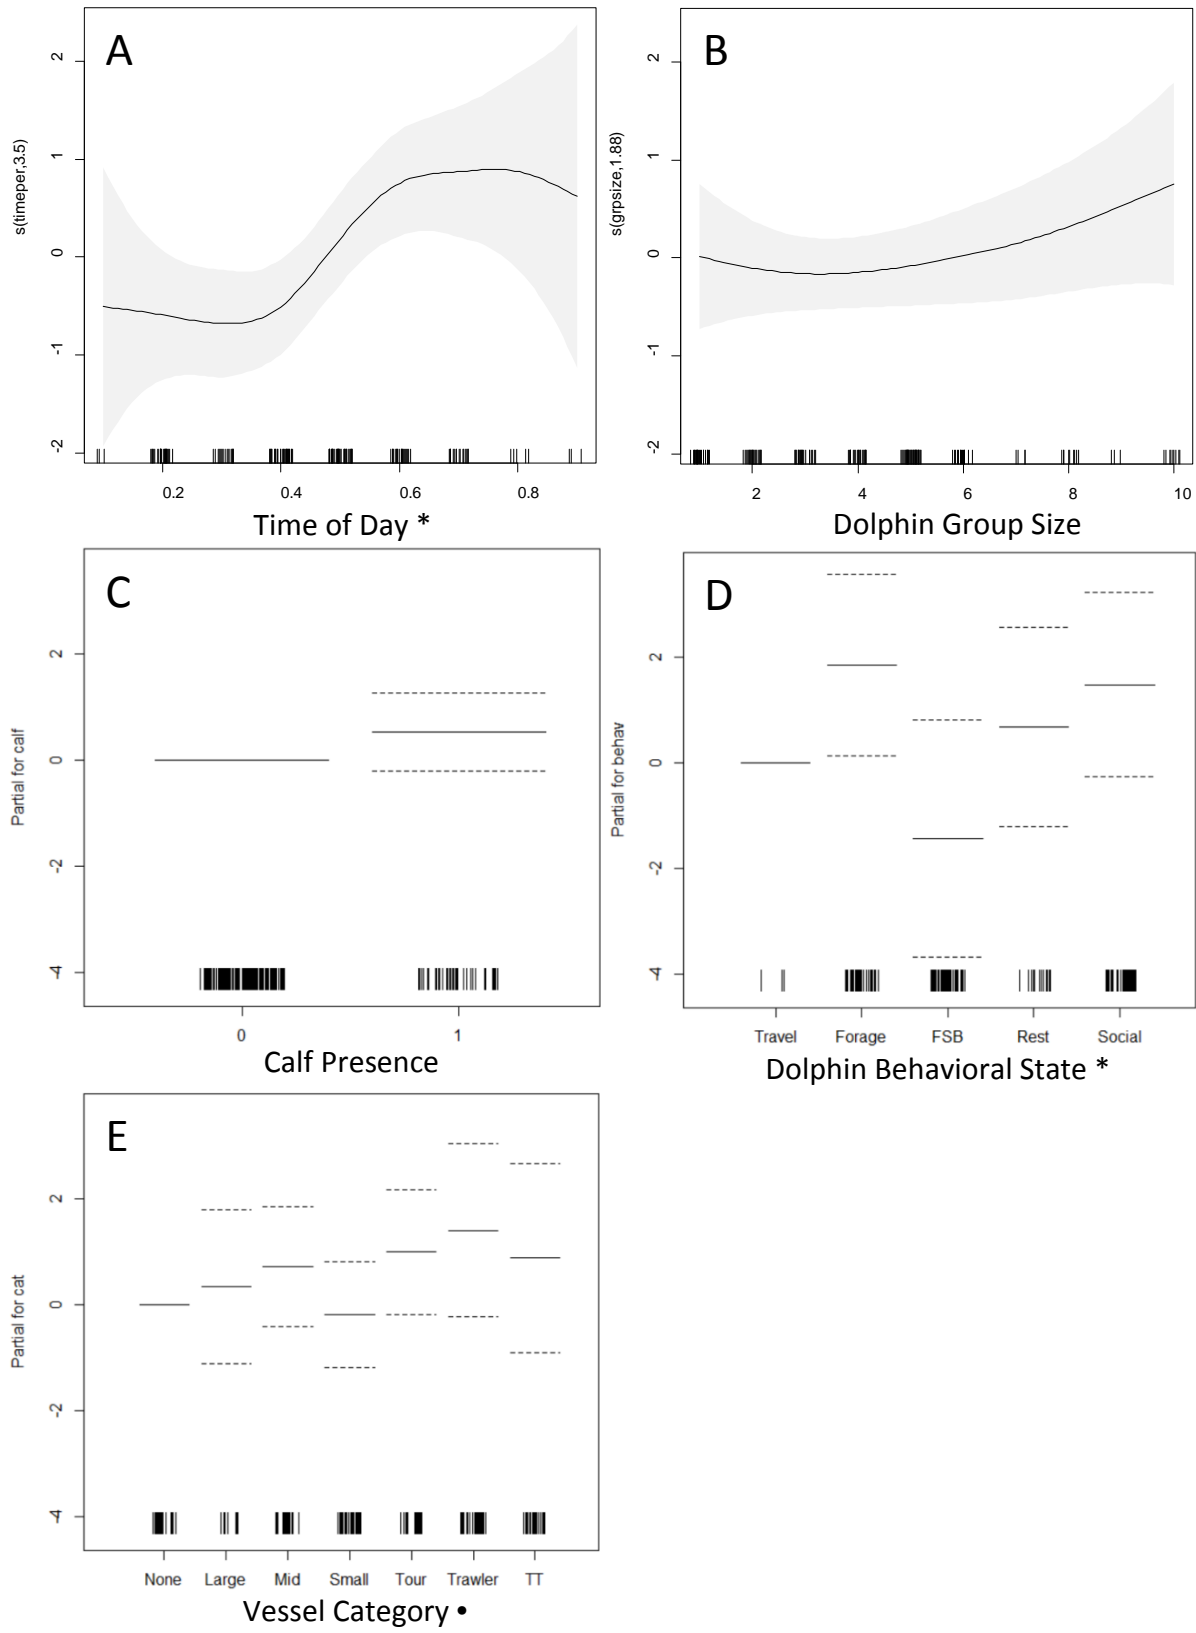 A
2
1
0
-1
-2
s(timeper,3.5)
0.2 0.4 0.6 0.8
Time of Day *
B
2
1
0
-1
-2
s(grpsize,1.88)
2 4 6 8 10
Dolphin Group Size
C
2
0
-2
-4
Partial for calf
0 1
Calf Presence
D
2
0
-2
-4
Partial for behav
Travel Forage FSB Rest Social
Dolphin Behavioral State *
E
2
0
-2
-4
Partial for cat
None Large Mid Small Tour Trawler TT
Vessel Category •